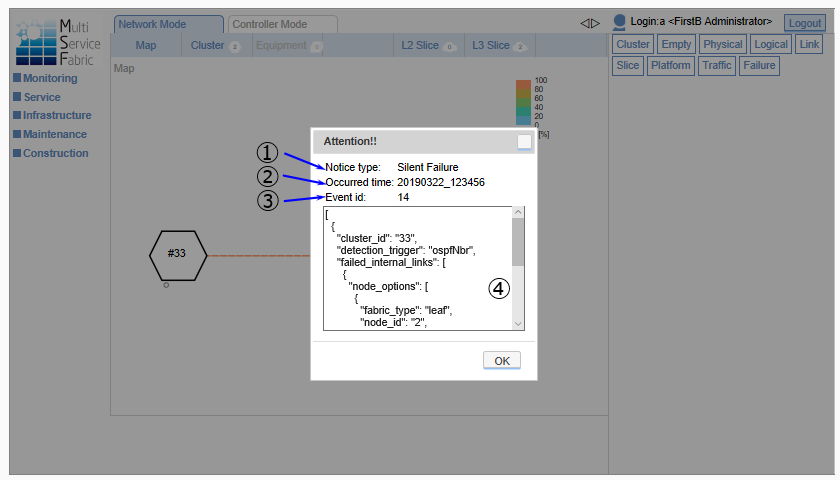 Multi
Service
Fabric
Network Mode
Controller Mode
Login:a <FirstB Administrator>
Logout
Map
Cluster 2
Equipment 0
L2 Slice 0
L3 Slice 2
Cluster
Empty
Physical
Logical
Link
Slice
Platform
Traffic
Failure
Map
Monitoring
Service
Infrastructure
Maintenance
Construction
100
80
60
40
20
0
[%]
#33
Attention!!
① Notice type: Silent Failure
② Occurred time: 20190322_123456
③ Event id: 14
[
{
"cluster_id": "33",
"detection_trigger": "ospfNbr",
"failed_internal_links": [
{
"node_options": [
{
"fabric_type": "leaf",
"node_id": "2",
④
OK